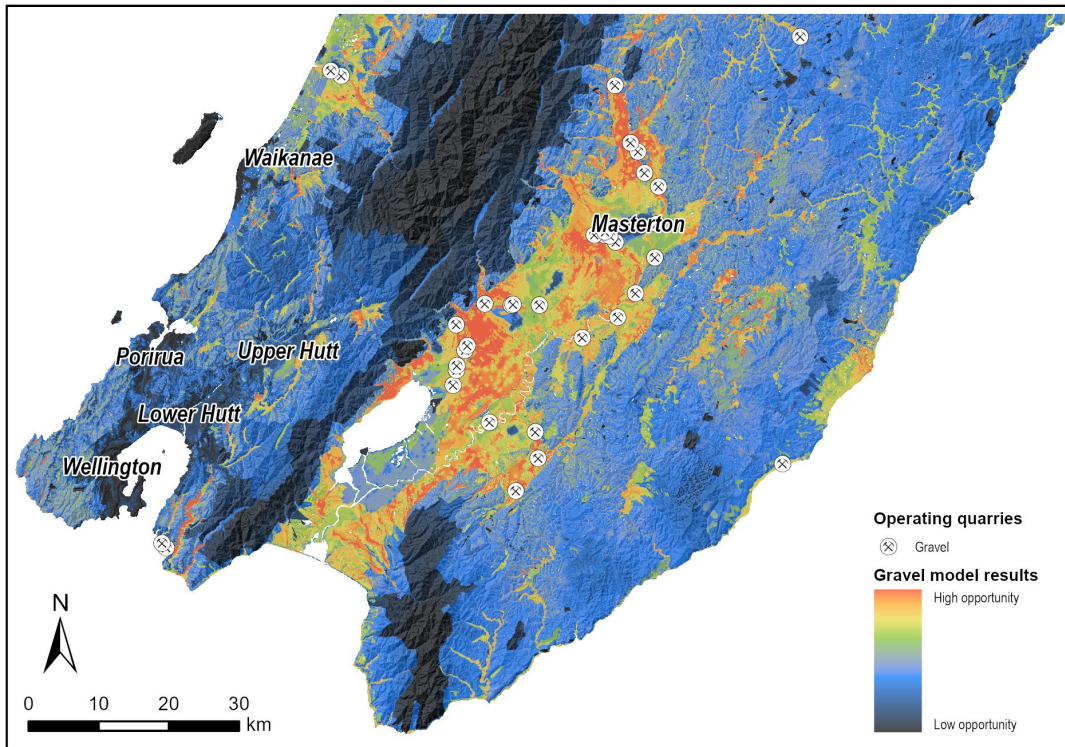 Waikanae
Masterton
Upper Hutt
Porirua
Lower Hutt
Wellington
Operating quarries
Gravel
Gravel model results
High opportunity
Low opportunity
N
0 10 20 30
km